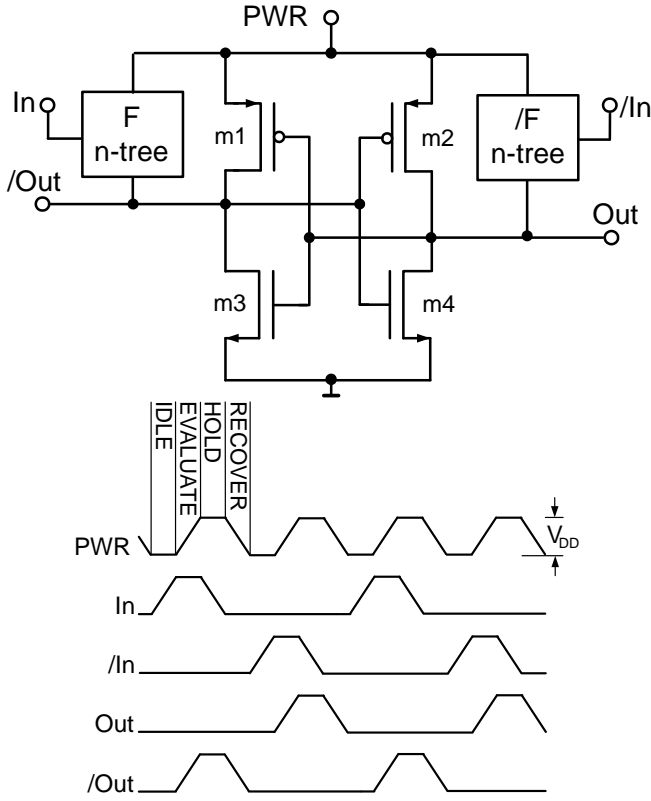 PWR
In
F
n-tree
m1
m2
/F
n-tree
/In
/Out
Out
m3
m4
IDLE
EVALUATE
HOLD
RECOVER
PWR
VDD
In
/In
Out
/Out